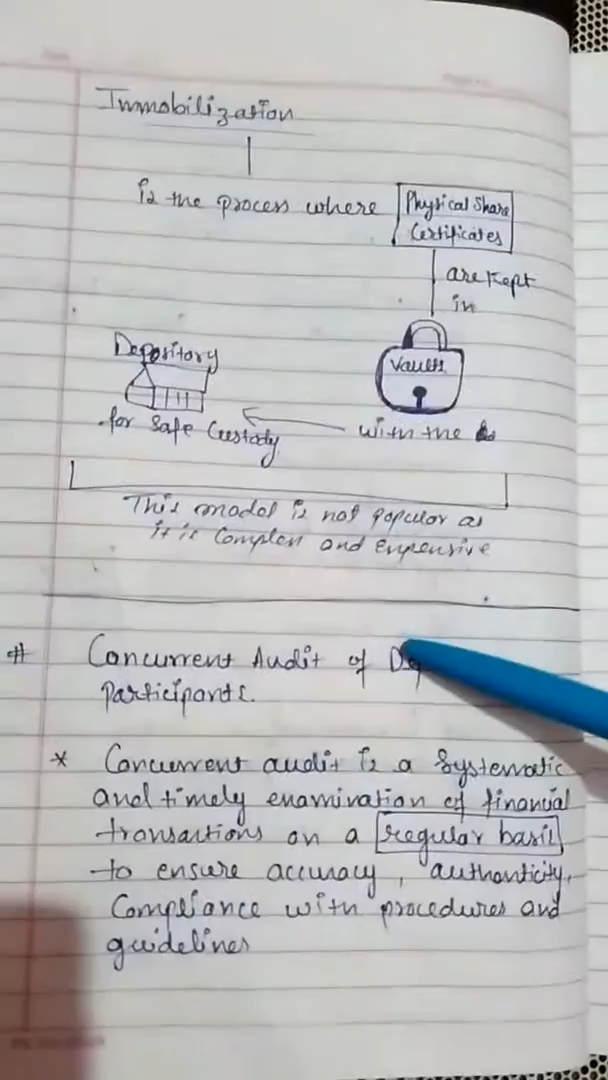 Immobilization
is the process where Physical Share
Certificates
are kept
in
Vaults
Depository
for Safe Custody
with the
This model is not popular as
it is Complex and Expensive
# Concurrent Audit of
Participants.
* Concurrent audit is a systematic
and timely examination of financial
transactions on a regular basis
to ensure accuracy, authenticity,
Compliance with procedures and
guidelines